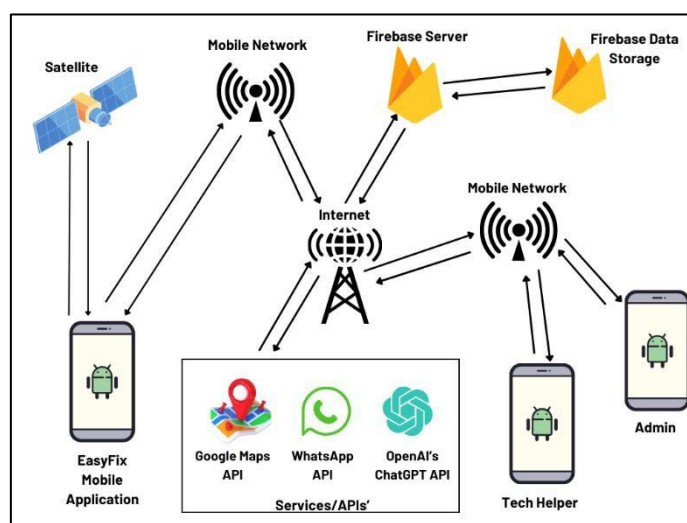 Satellite
Mobile Network
Firebase Server
Firebase Data
Storage
Internet
Mobile Network
EasyFix
Mobile
Application
Google Maps
API
WhatsApp
API
OpenAI's
ChatGPT API
Services/APIs'
Tech Helper
Admin